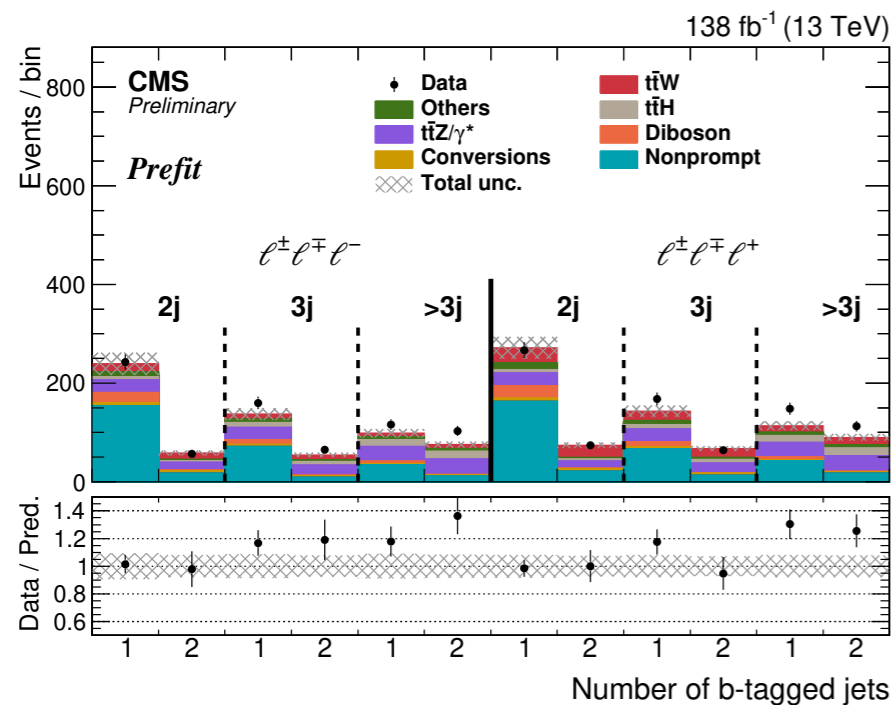 138 fb⁻¹ (13 TeV)
Events / bin
800
600
400
200
0
CMS
Preliminary
Prefit
Data
tt̄W
Others
tt̄H
tt̄Z/γ*
Diboson
Conversions
Nonprompt
Total unc.
ℓ±ℓ∓ℓ⁻
ℓ±ℓ∓ℓ⁺
2j 3j >3j 2j 3j >3j
Data / Pred.
1.4
1.2
1
0.8
0.6
1 2 1 2 1 2 1 2 1 2 1 2
Number of b-tagged jets